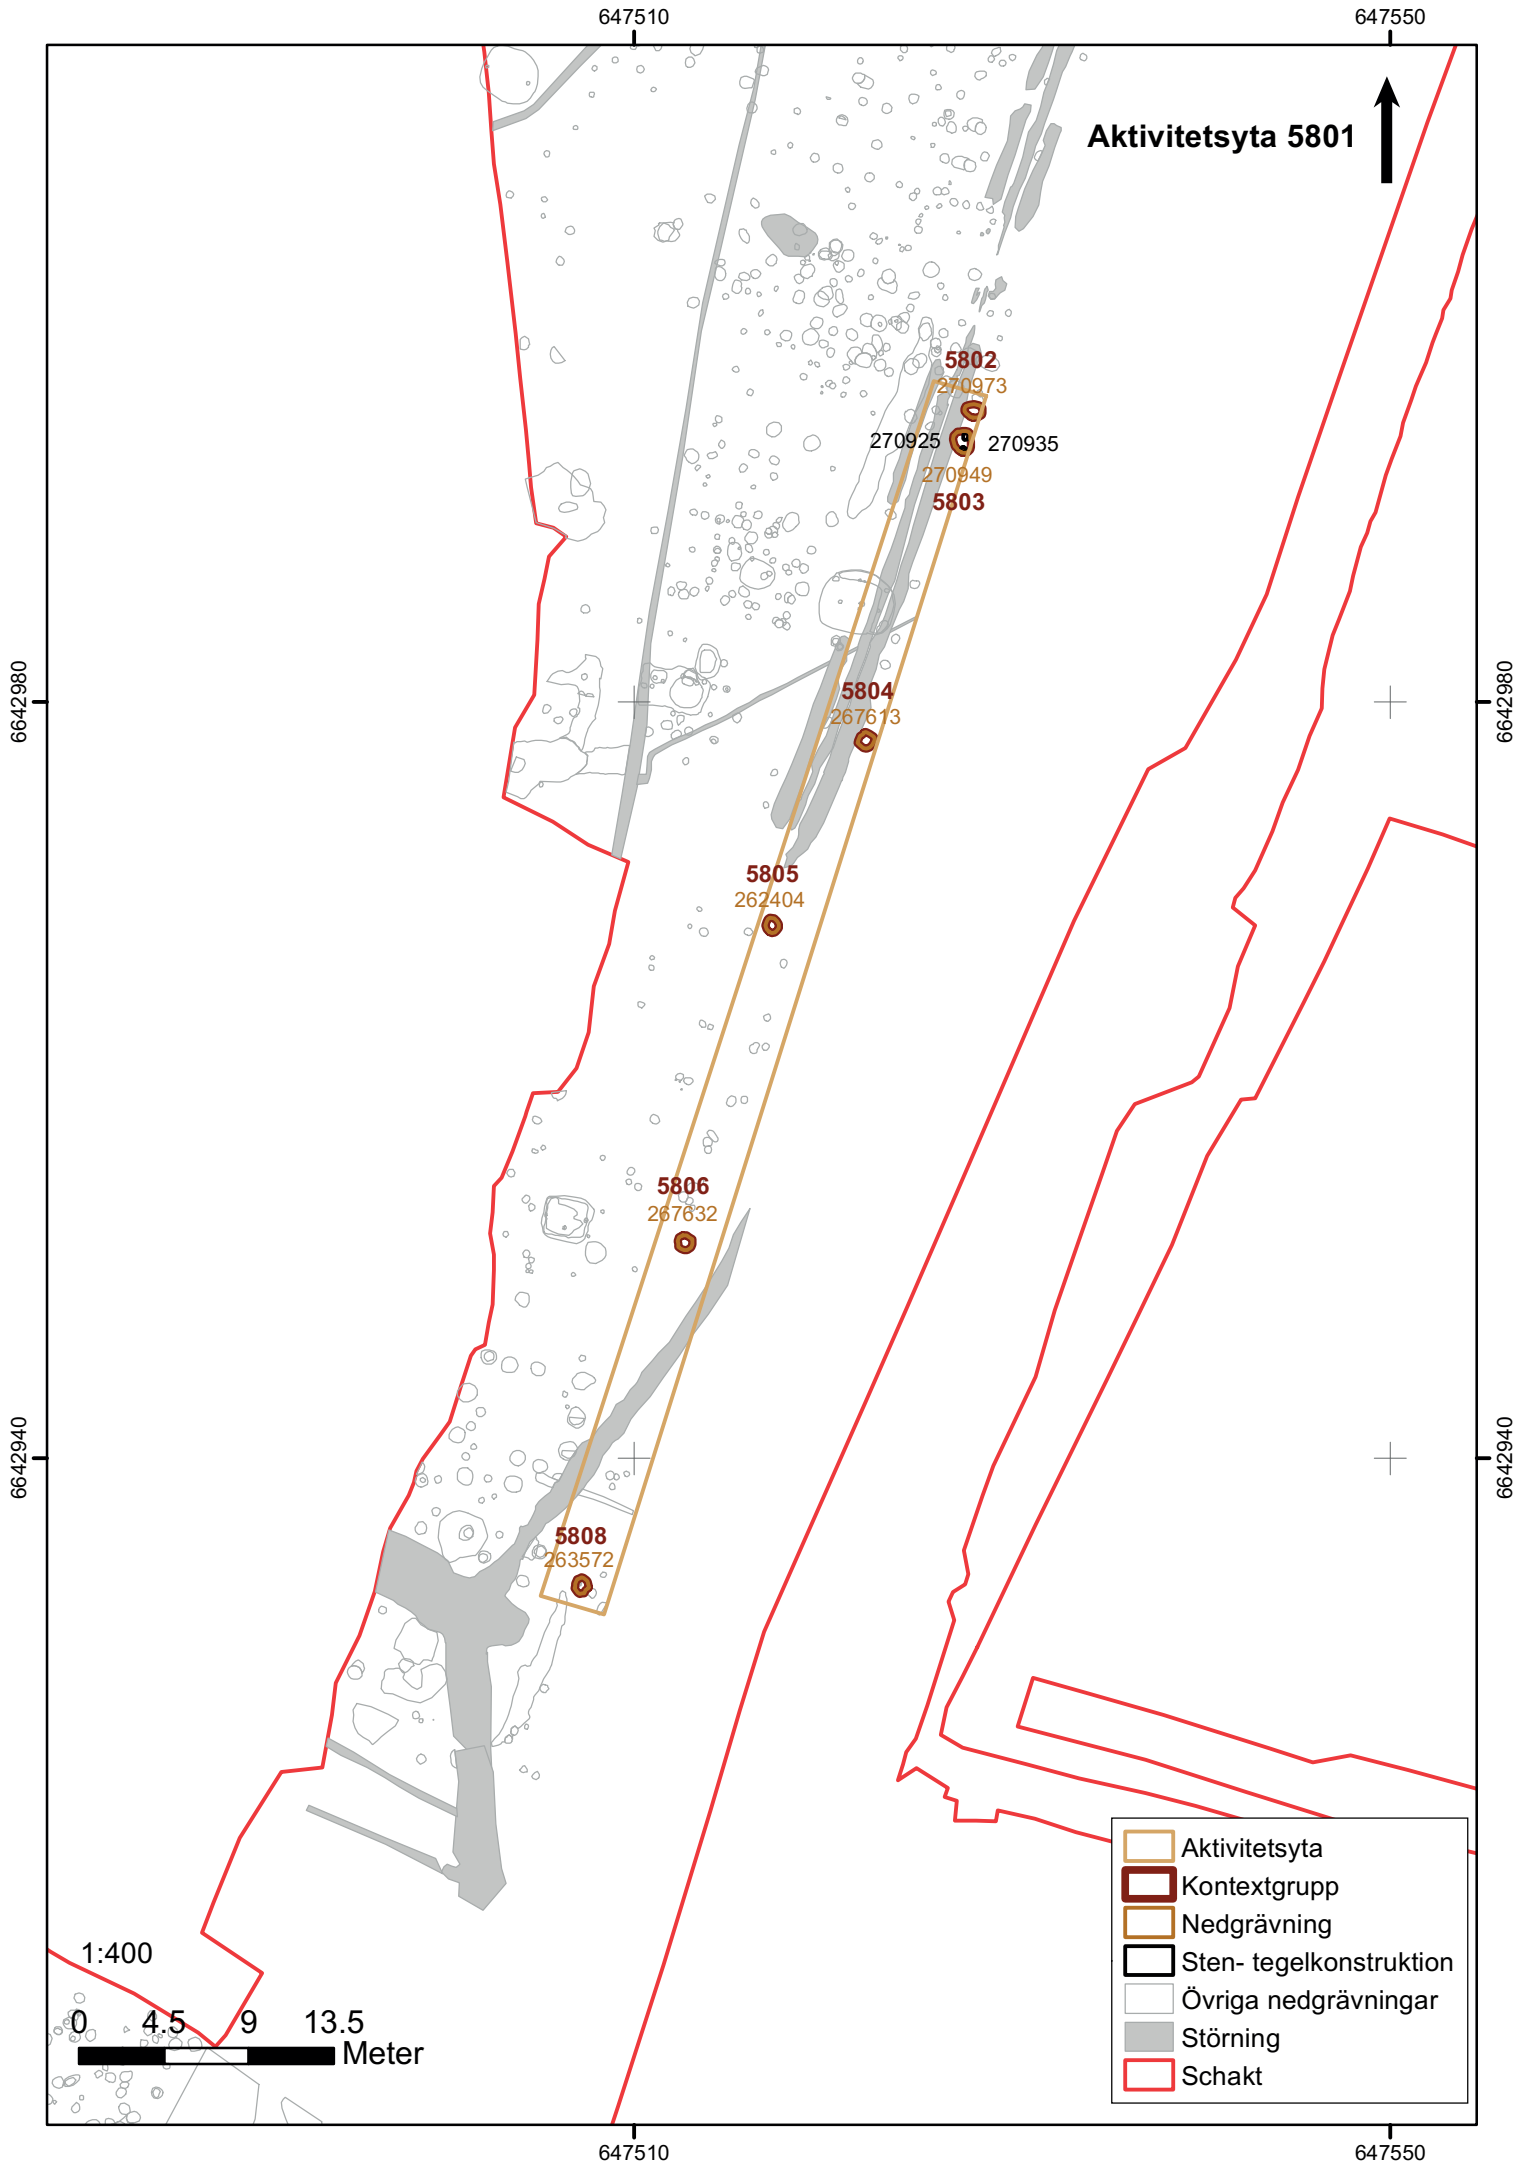 647510
647550
Aktivitetsyta 5801
5802
270973
270925
270935
270949
5803
6642980
6642980
5804
267613
5805
262404
5806
267632
6642940
6642940
5808
263572
Aktivitetsyta
Kontextgrupp
Nedgrävning
Sten- tegelkonstruktion
Övriga nedgrävningar
Störning
Schakt
1:400
0 4.5 9 13.5
Meter
647510
647550